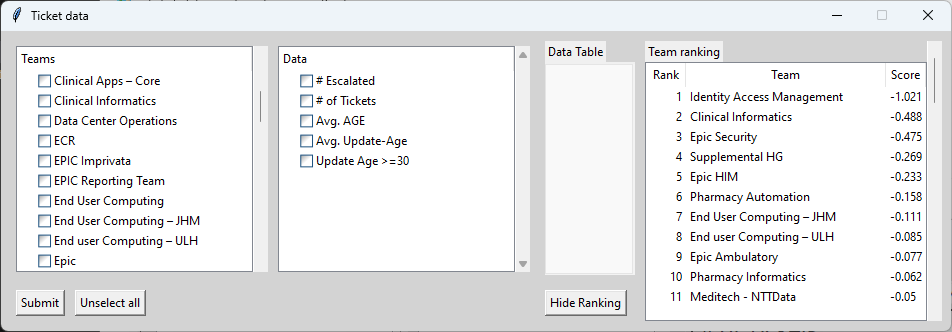 Ticket data
Teams
Clinical Apps – Core
Clinical Informatics
Data Center Operations
ECR
EPIC Imprivata
EPIC Reporting Team
End User Computing
End User Computing – JHM
End user Computing – ULH
Epic
Submit
Unselect all
Data
# Escalated
# of Tickets
Avg. AGE
Avg. Update-Age
Update Age >=30
Data Table
Hide Ranking
Team ranking
Rank Team Score
1 Identity Access Management -1.021
2 Clinical Informatics -0.488
3 Epic Security -0.475
4 Supplemental HG -0.269
5 Epic HIM -0.233
6 Pharmacy Automation -0.158
7 End User Computing – JHM -0.111
8 End user Computing – ULH -0.085
9 Epic Ambulatory -0.077
10 Pharmacy Informatics -0.062
11 Meditech - NTTData -0.05